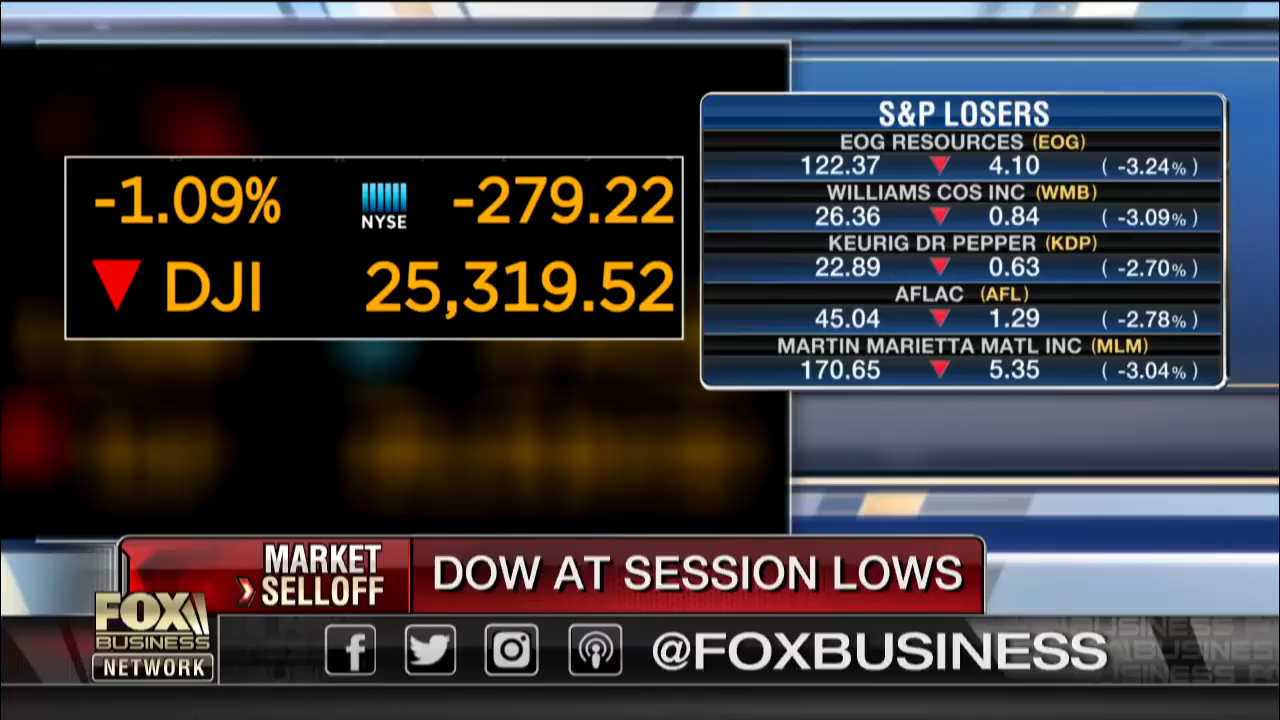 -1.09% NYSE -279.22
DJI 25,319.52
S&P LOSERS
EOG RESOURCES (EOG)
122.37 4.10 ( -3.24% )
WILLIAMS COS INC (WMB)
26.36 0.84 ( -3.09% )
KEURIG DR PEPPER (KDP)
22.89 0.63 ( -2.70% )
AFLAC (AFL)
45.04 1.29 ( -2.78% )
MARTIN MARIETTA MATL INC (MLM)
170.65 5.35 ( -3.04% )
MARKET
SELLOFF
DOW AT SESSION LOWS
FOX
BUSINESS
NETWORK
@FOXBUSINESS
BUSINESS
BUSINESS
BUSINESS